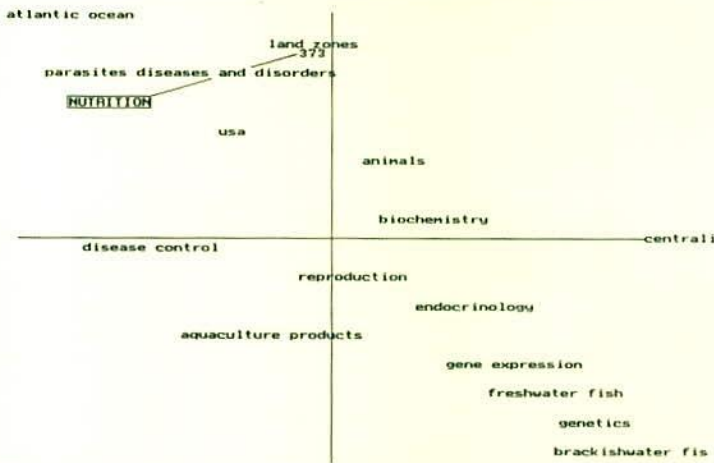 atlantic ocean
land zones
373
parasites diseases and disorders
NUTRITION
usa
animals
biochemistry
centrali
disease control
reproduction
endocrinology
aquaculture products
gene expression
freshwater fish
genetics
brackishwater fis